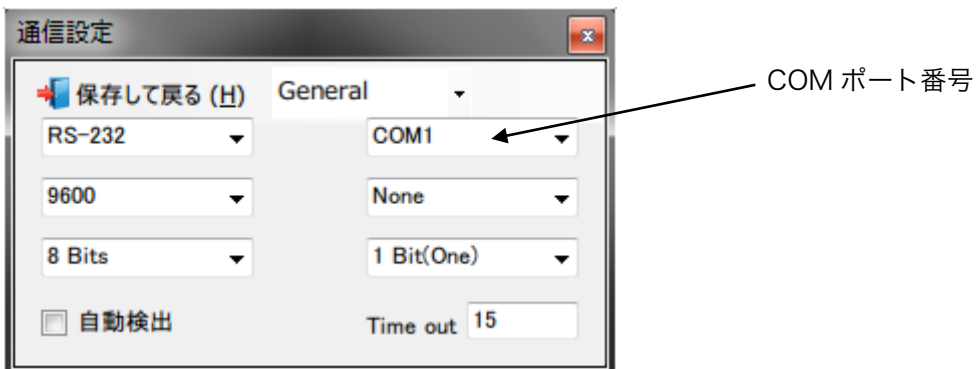 通信設定
保存して戻る (H) General
COM ポート番号
RS-232 COM1
9600 None
8 Bits 1 Bit(One)
自動検出 Time out 15